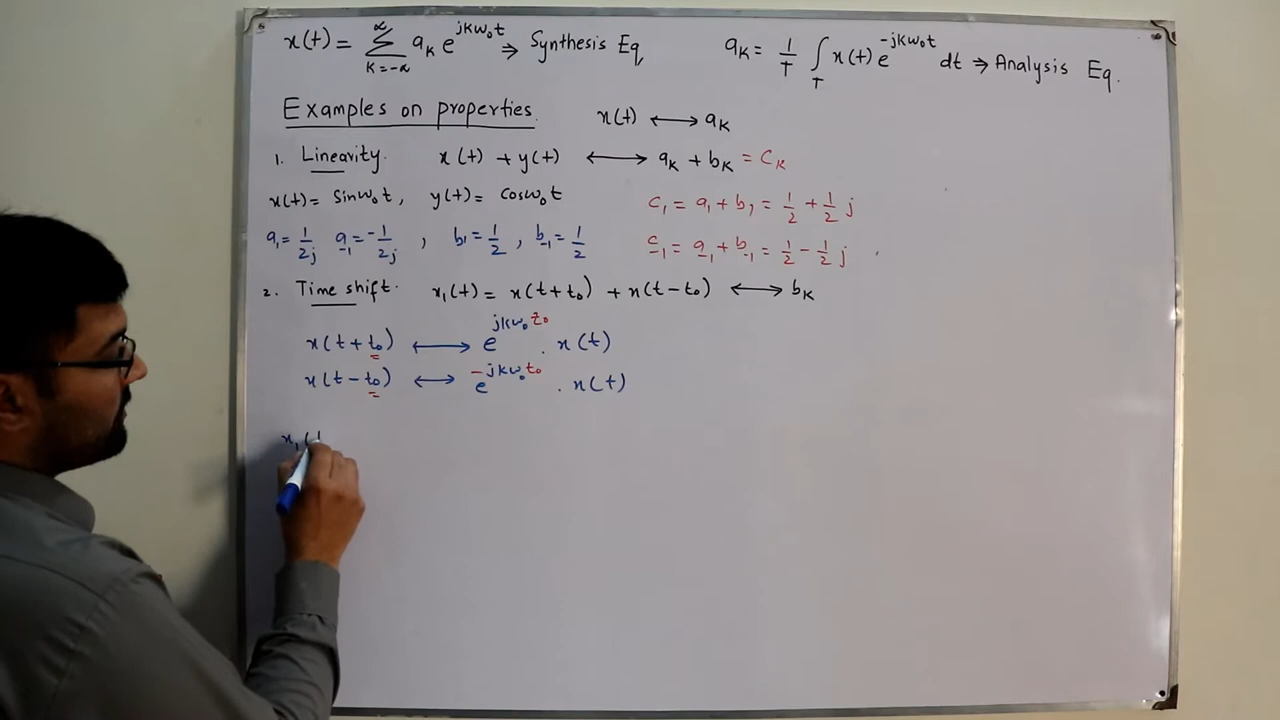 x(t) = ∞ Σ K=-∞ a_K e^{jKω₀t} ⇒ Synthesis Eq, a_K = 1/T ∫_T x(t) e^{-jKω₀t} dt ⇒ Analysis Eq.
Examples on properties. x(t) ⟷ a_K
1. Linearity. x(t) + y(t) ⟷ a_K + b_K = C_K
x(t) = Sinω₀t, y(t) = Cosω₀t C₁ = a₁ + b₁ = 1/2 + 1/2 j
a₁ = 1/2j a₋₁ = -1/2j , b₁ = 1/2 , b₋₁ = 1/2 C₋₁ = a₋₁ + b₋₁ = 1/2 - 1/2 j
2. Time shift. x₁(t) = x(t+t₀) + x(t-t₀) ⟷ b_K
x(t+t₀) ⟷ e^{jKω₀t₀} . x(t)
x(t-t₀) ⟷ e^{-jKω₀t₀} . x(t)
x₁(t